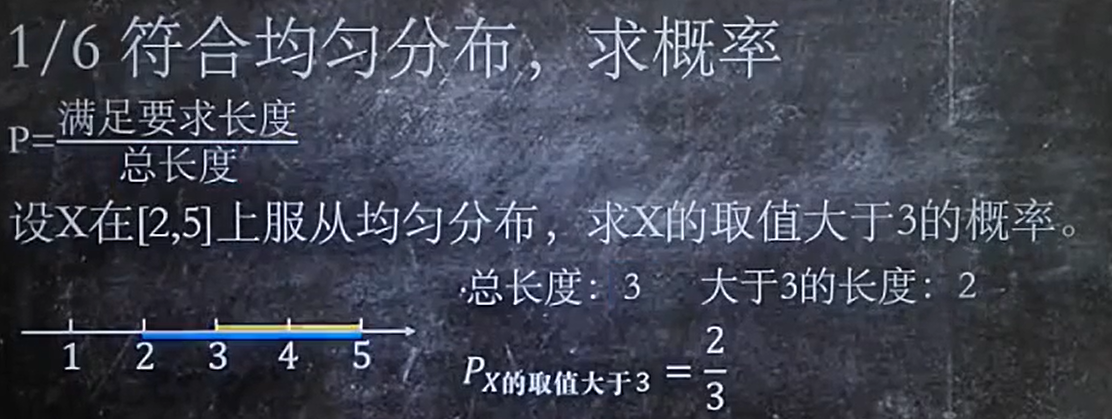 1/6 符合均匀分布，求概率
P=满足要求长度/总长度
设X在[2,5]上服从均匀分布，求X的取值大于3的概率。
总长度：3 大于3的长度：2
1 2 3 4 5
P_X的取值大于3 = 2/3